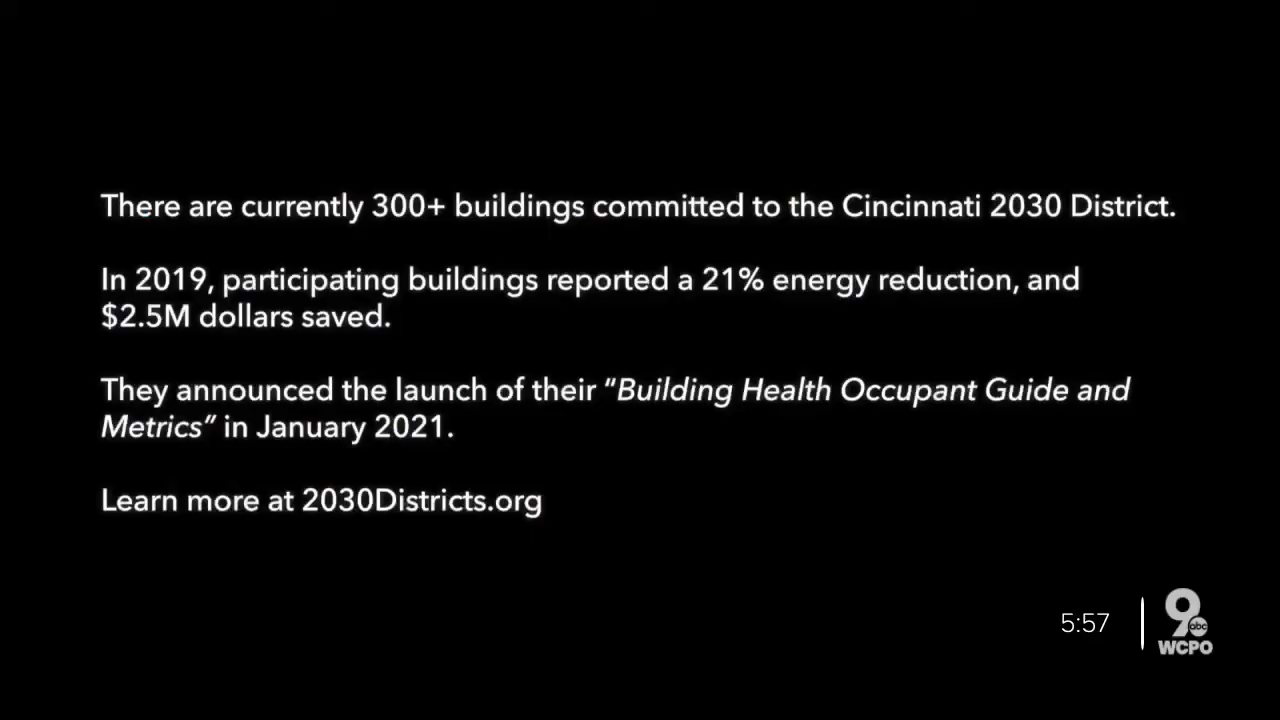 There are currently 300+ buildings committed to the Cincinnati 2030 District.
In 2019, participating buildings reported a 21% energy reduction, and
$2.5M dollars saved.
They announced the launch of their "Building Health Occupant Guide and
Metrics" in January 2021.
Learn more at 2030Districts.org
5:57
9
abc
WCPO